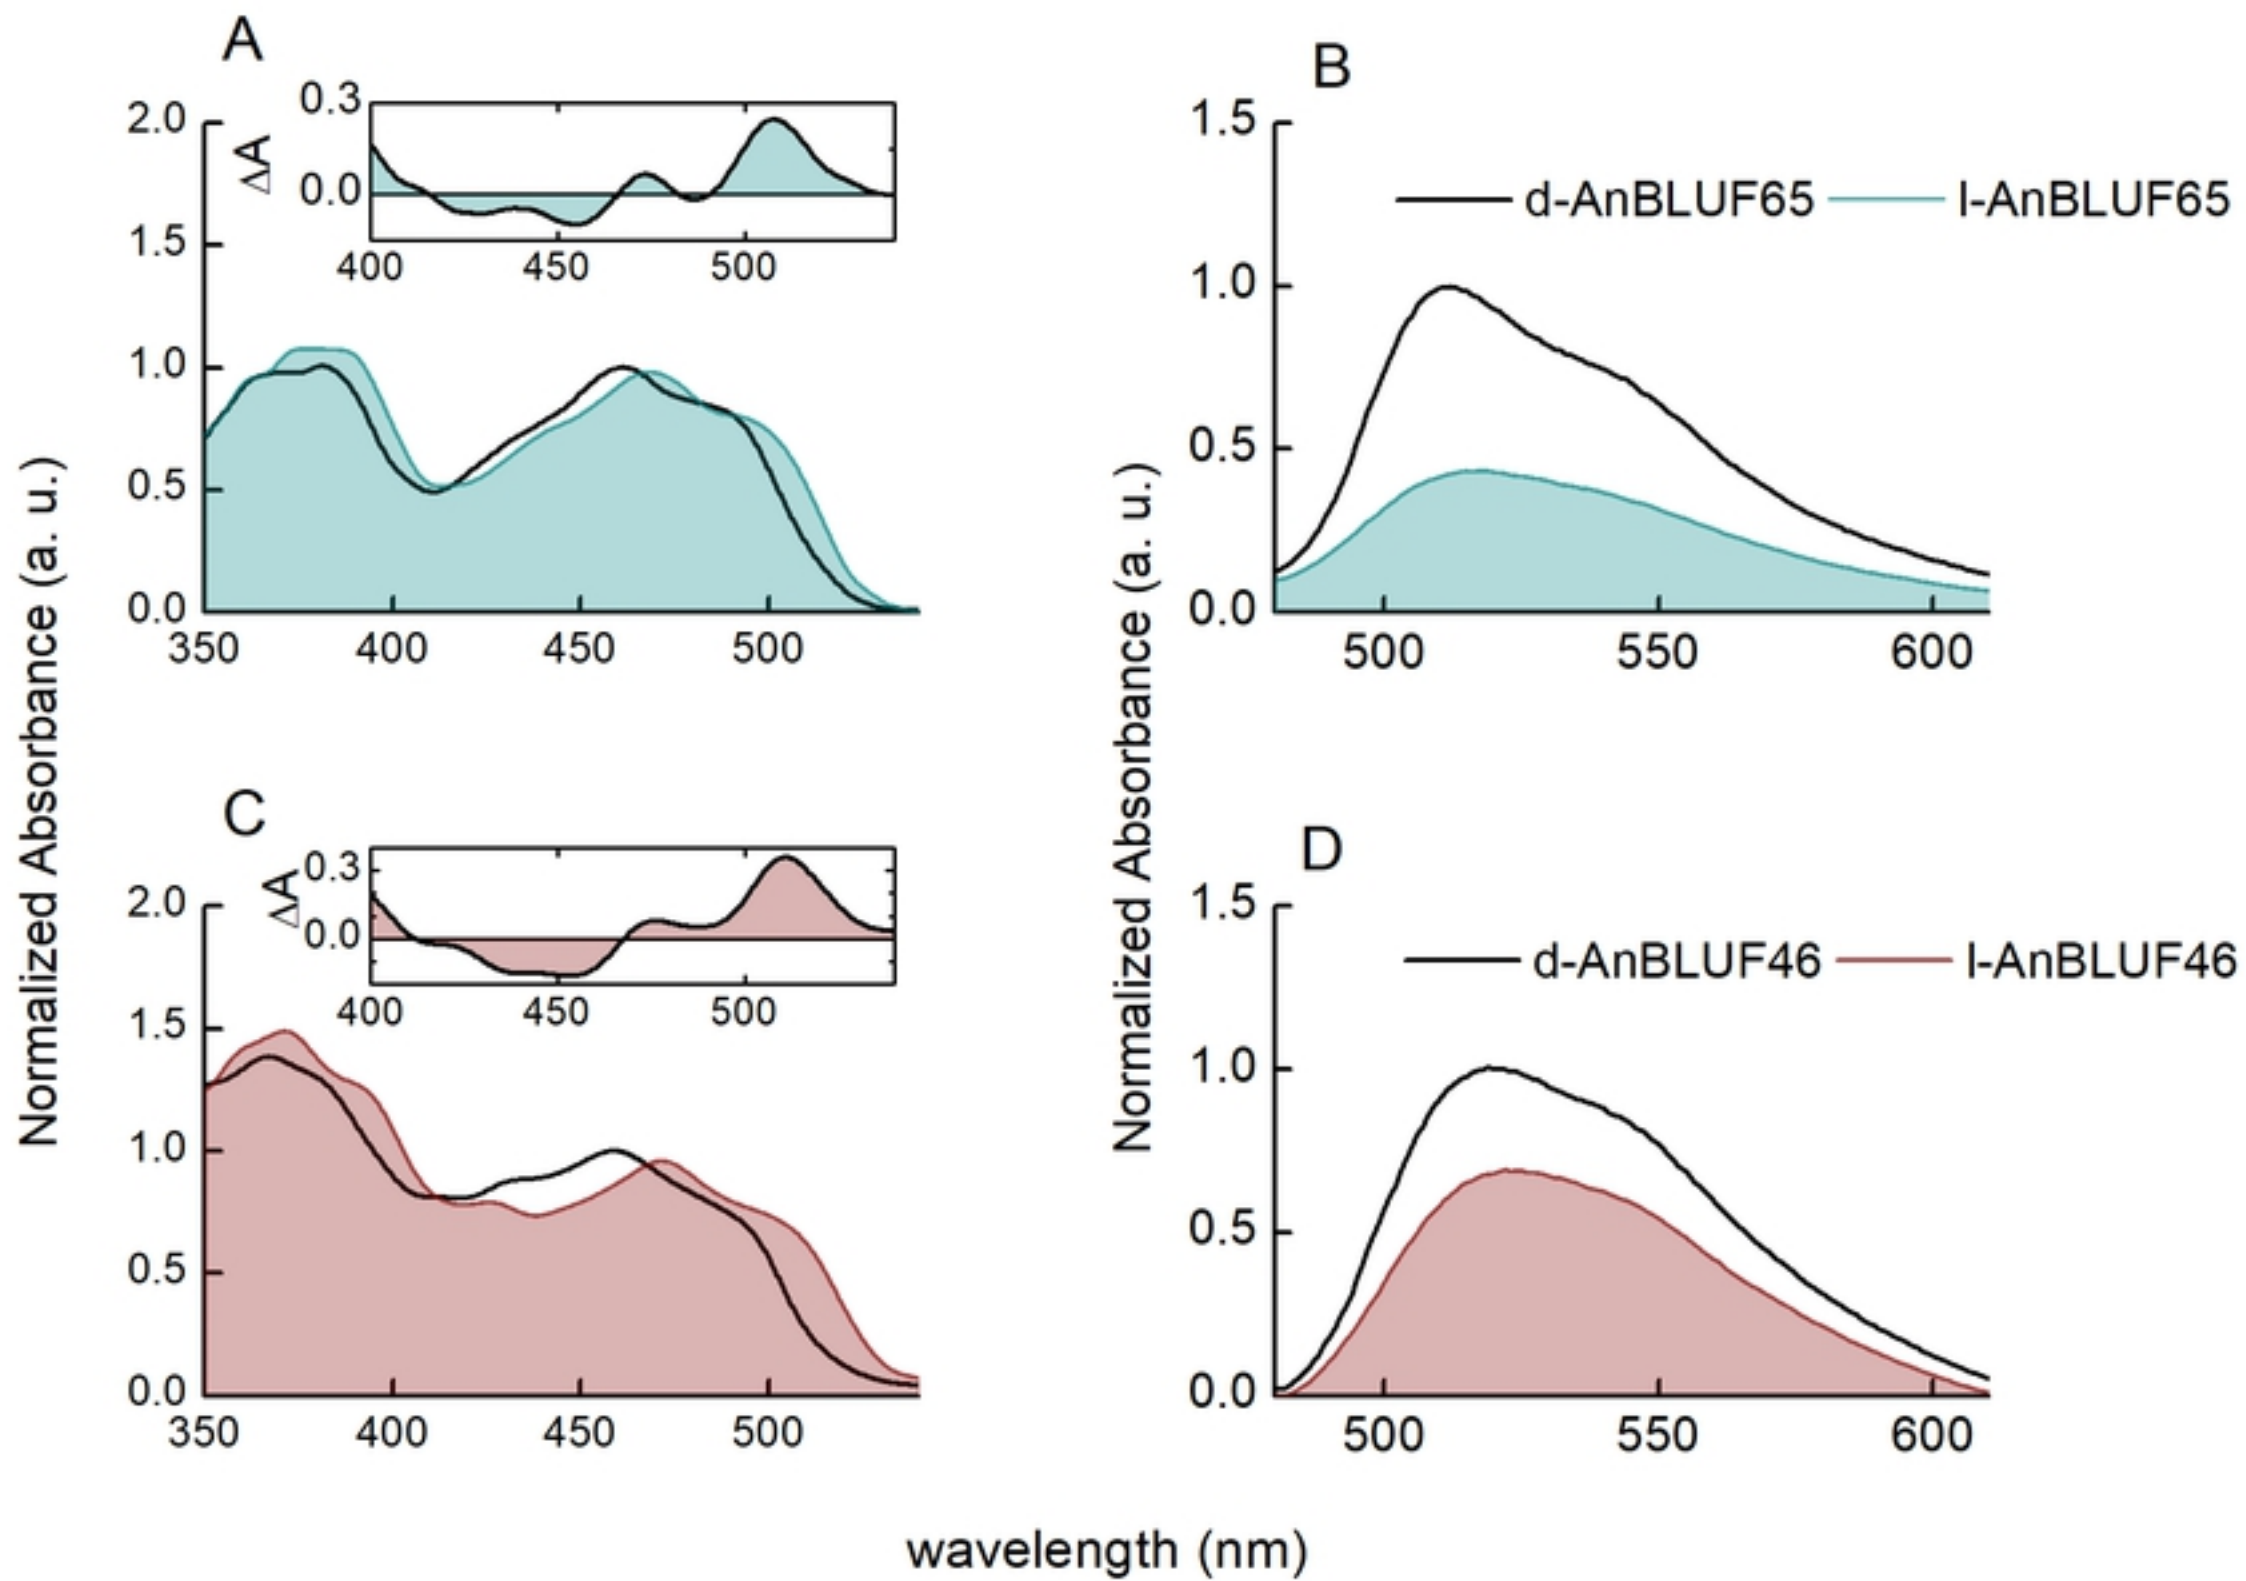 A
0.3
ΔA
0.0
400 450 500
2.0
1.5
1.0
0.5
0.0
350 400 450 500
B
1.5
1.0
0.5
0.0
d-AnBLUF65 l-AnBLUF65
500 550 600
C
0.3
ΔA
0.0
400 450 500
2.0
1.5
1.0
0.5
0.0
350 400 450 500
D
1.5
1.0
0.5
0.0
d-AnBLUF46 l-AnBLUF46
500 550 600
Normalized Absorbance (a. u.)
Normalized Absorbance (a. u.)
wavelength (nm)